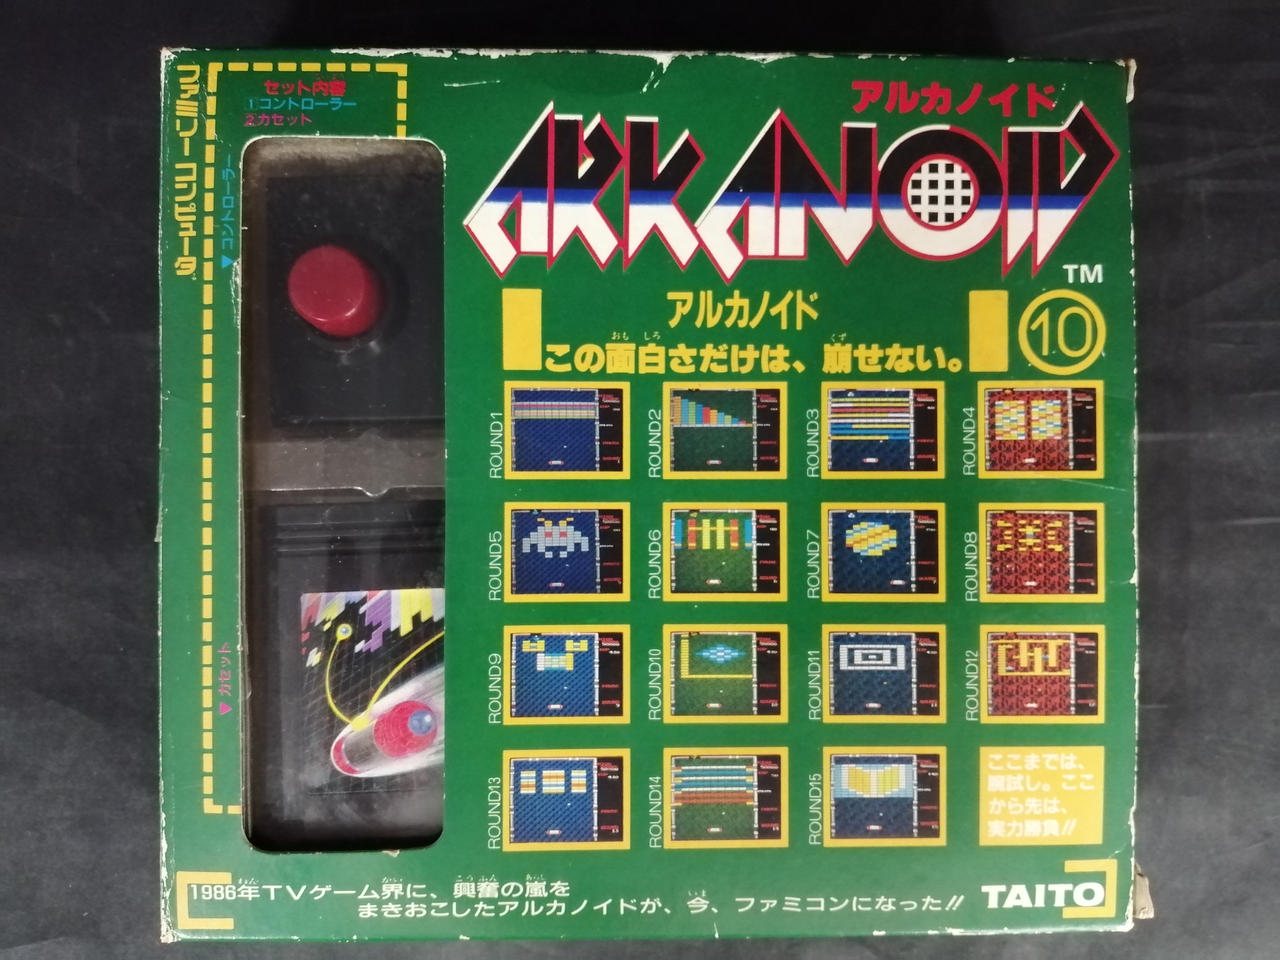 ファミリーコンピュータ
セット内容
①コントローラー
②カセット
▼コントローラー
▼カセット
アルカノイド
ARKANOID
TM
アルカノイド
10
この面白さだけは、崩せない。
ROUND1
ROUND2
ROUND3
ROUND4
ROUND5
ROUND6
ROUND7
ROUND8
ROUND9
ROUND10
ROUND11
ROUND12
ROUND13
ROUND14
ROUND15
ここまでは、
腕試し。ここ
から先は、
実力勝負!!
1986年TVゲーム界に、興奮の嵐を
まきおこしたアルカノイドが、今、ファミコンになった!!
TAITO